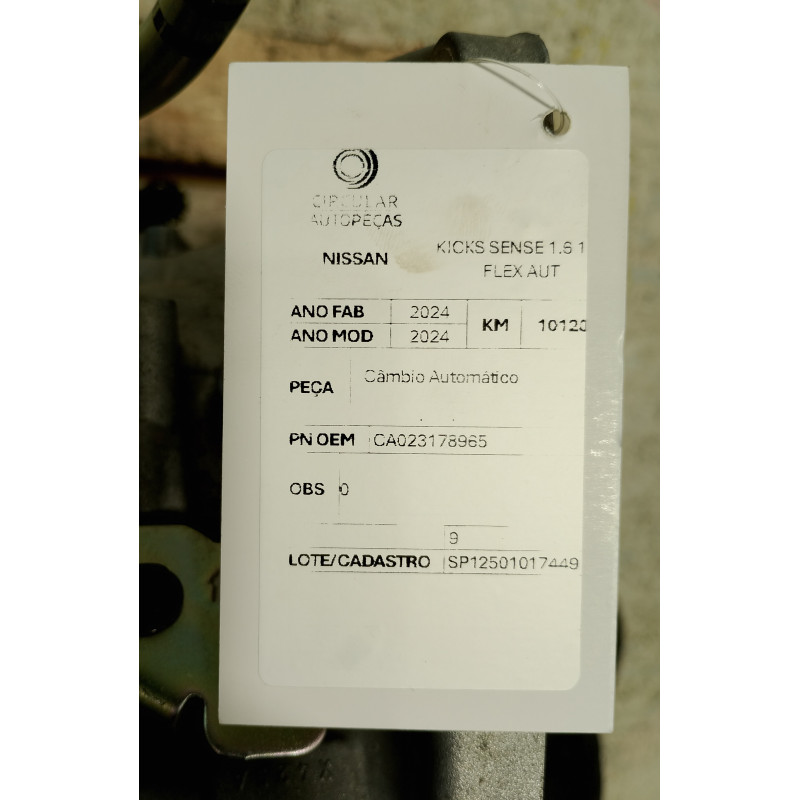 CIRCULAR
AUTOPEÇAS
NISSAN KICKS SENSE 1.6 1
FLEX AUT
ANO FAB 2024
ANO MOD 2024
KM 10123
PEÇA Câmbio Automático
PN OEM CA023178965
OBS 0
9
LOTE/CADASTRO SP12501017449